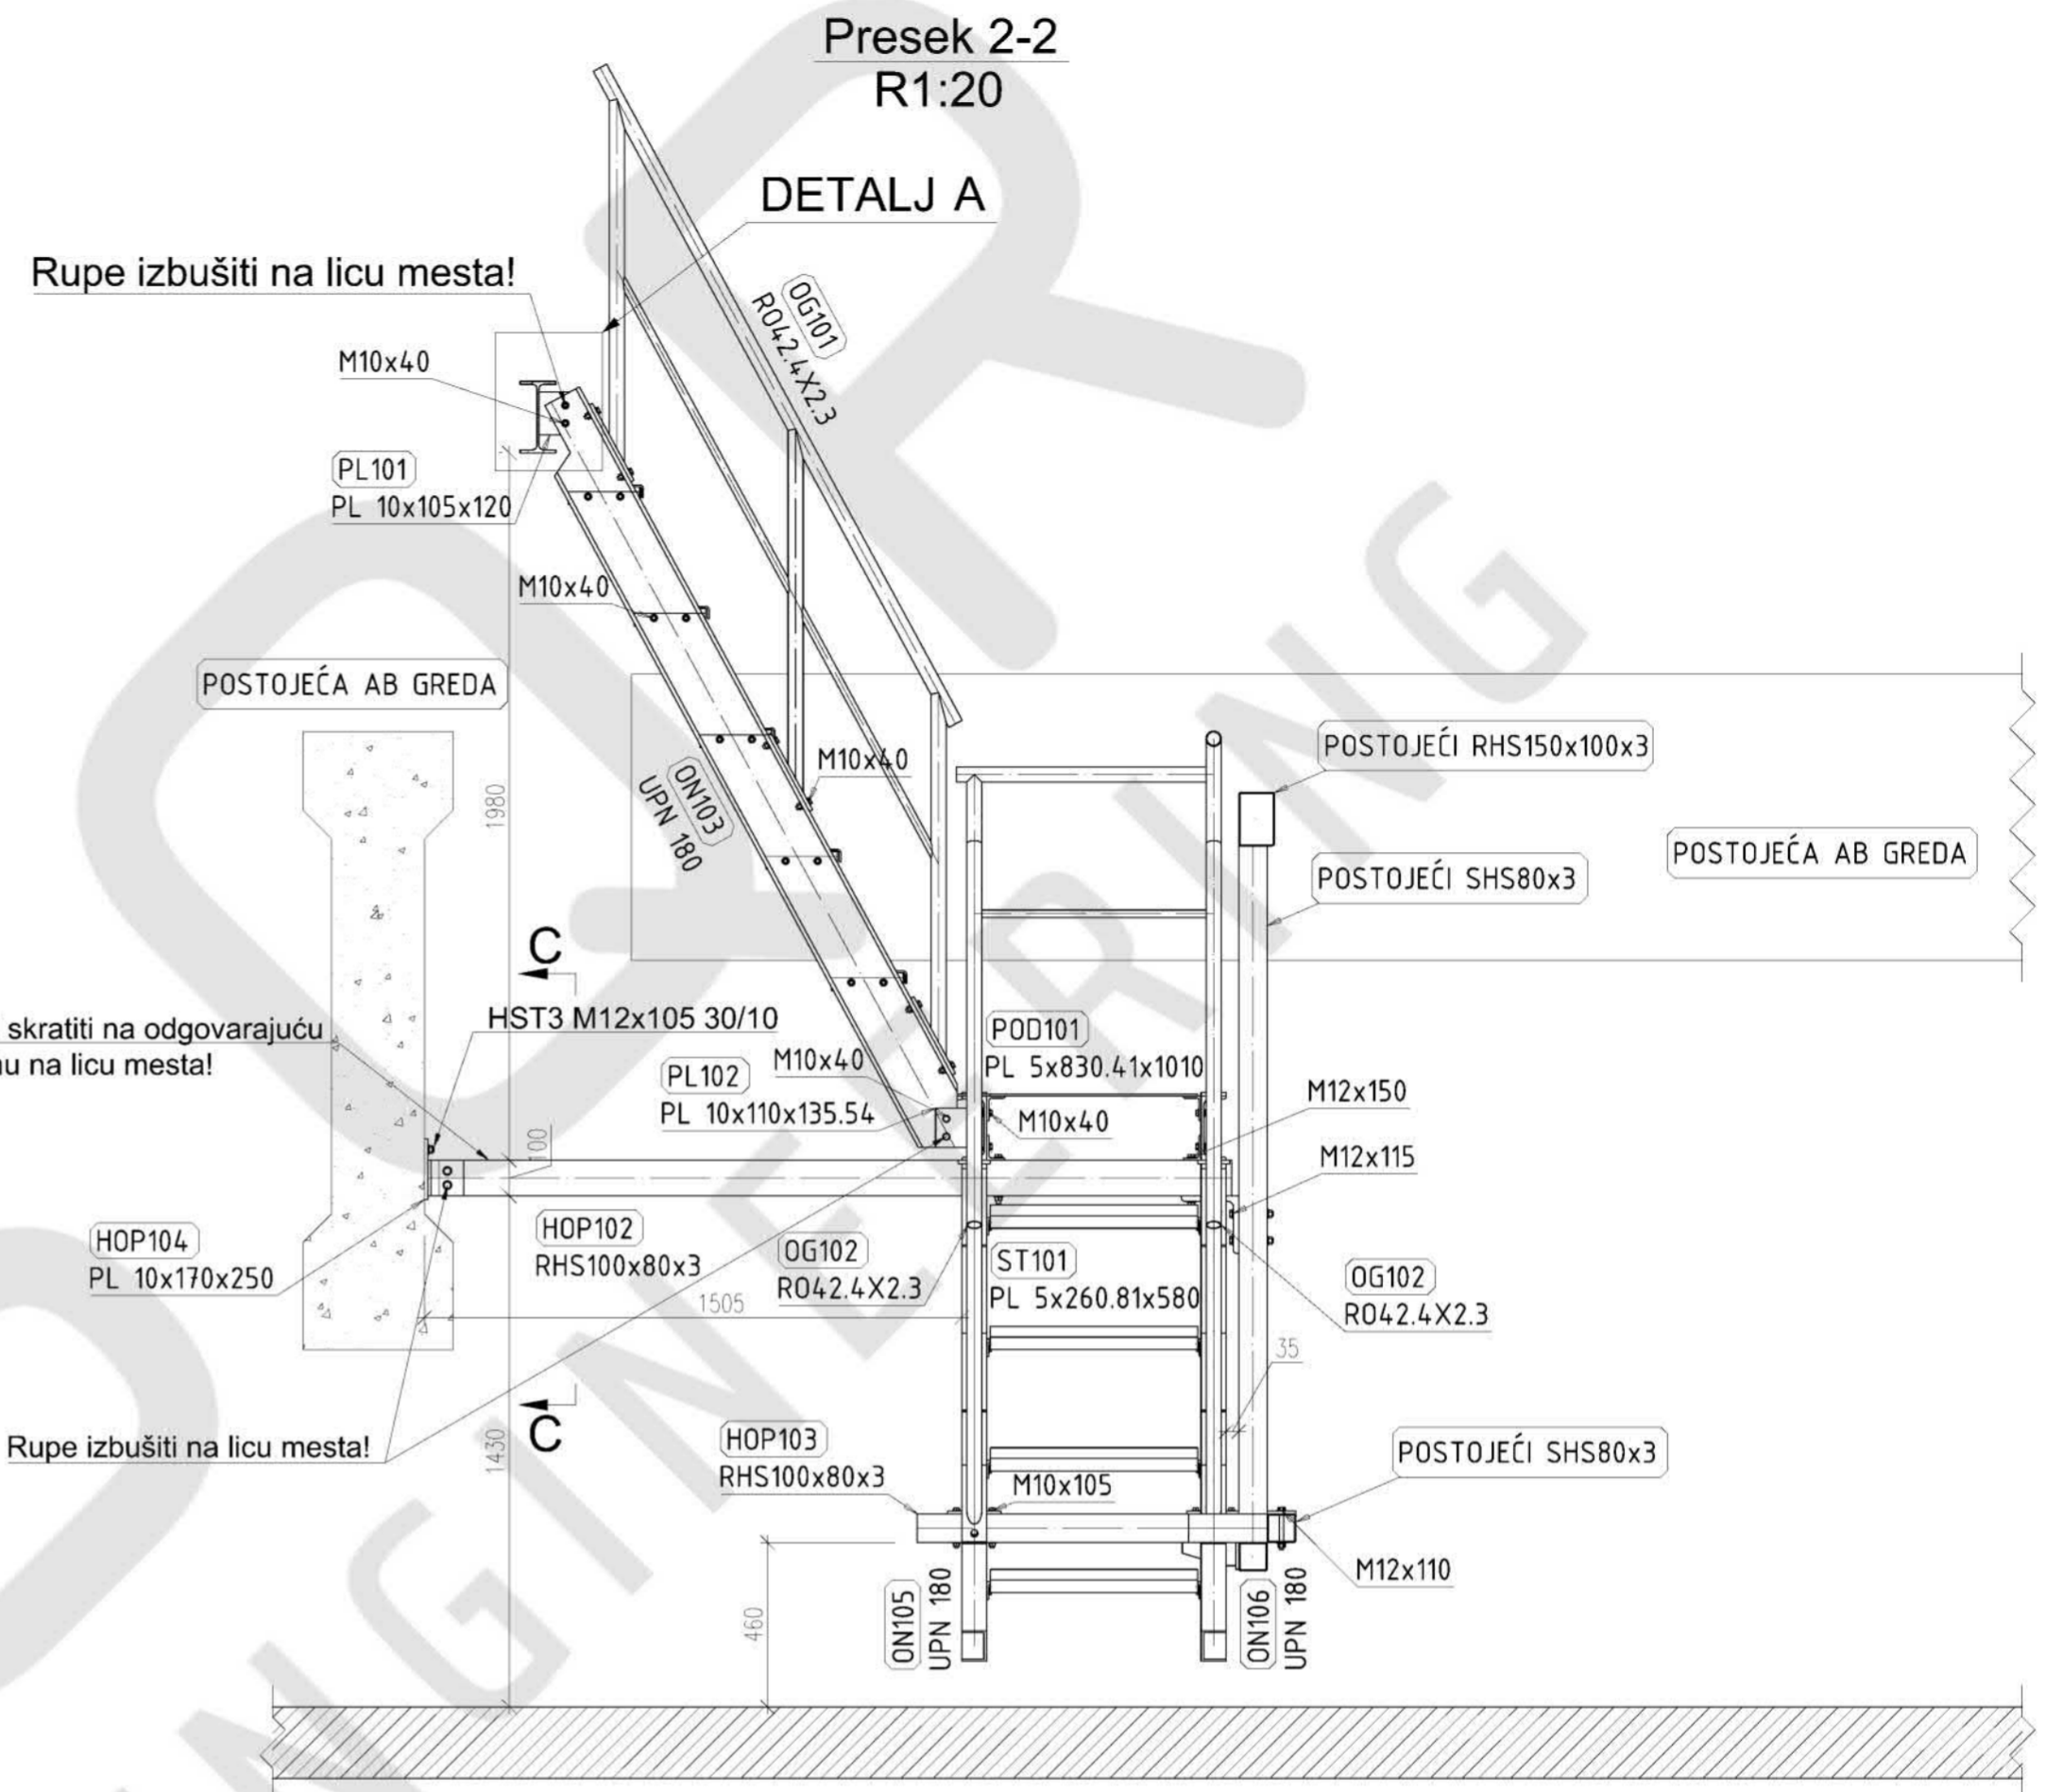 Presek 2-2
R1:20
DETALJ A
Rupe izbušiti na licu mesta!
M10x40
PL101
PL 10x105x120
OG101
RO42.4X2.3
M10x40
POSTOJEĆA AB GREDA
1980
ON103
UPN 180
M10x40
POSTOJEĆI RHS150x100x3
POSTOJEĆA AB GREDA
POSTOJEĆI SHS80x3
C
skratiti na odgovarajuću
na licu mesta!
HST3 M12x105 30/10
M10x40
PL102
PL 10x110x135.54
POD101
PL 5x830.41x1010
M10x40
M12x150
M12x115
100
HOP104
PL 10x170x250
HOP102
RHS100x80x3
OG102
RO42.4X2.3
ST101
PL 5x260.81x580
OG102
RO42.4X2.3
1505
35
C
1430
Rupe izbušiti na licu mesta!
HOP103
RHS100x80x3
M10x105
POSTOJEĆI SHS80x3
M12x110
460
ON105
UPN 180
ON106
UPN 180
R
ENGINEERING